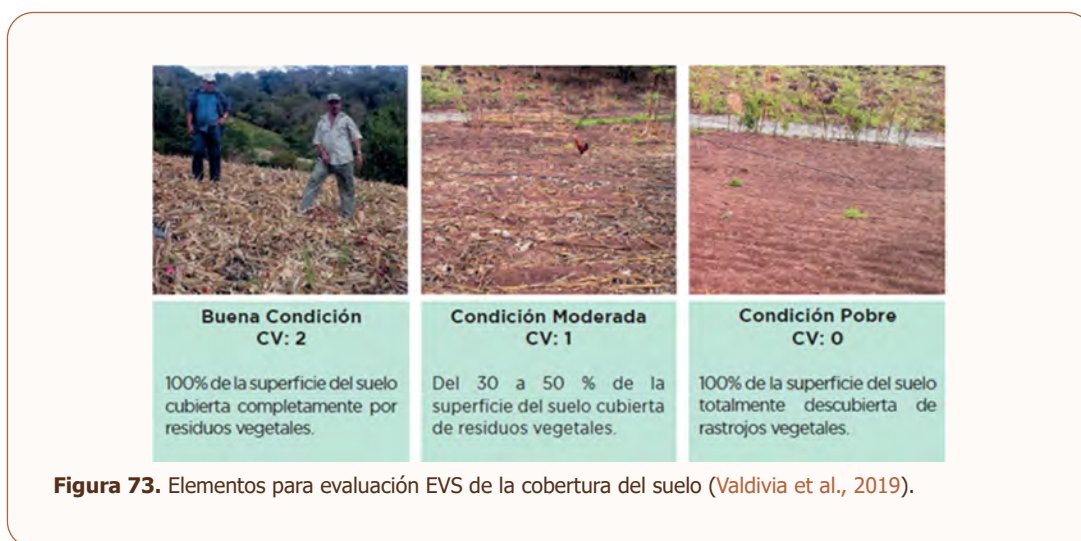 Buena Condición
CV: 2
100% de la superficie del suelo
cubierta completamente por
residuos vegetales.
Condición Moderada
CV: 1
Del 30 a 50 % de la
superficie del suelo cubierta
de residuos vegetales.
Condición Pobre
CV: 0
100% de la superficie del suelo
totalmente descubierta de
rastrojos vegetales.
Figura 73. Elementos para evaluación EVS de la cobertura del suelo (Valdivia et al., 2019).